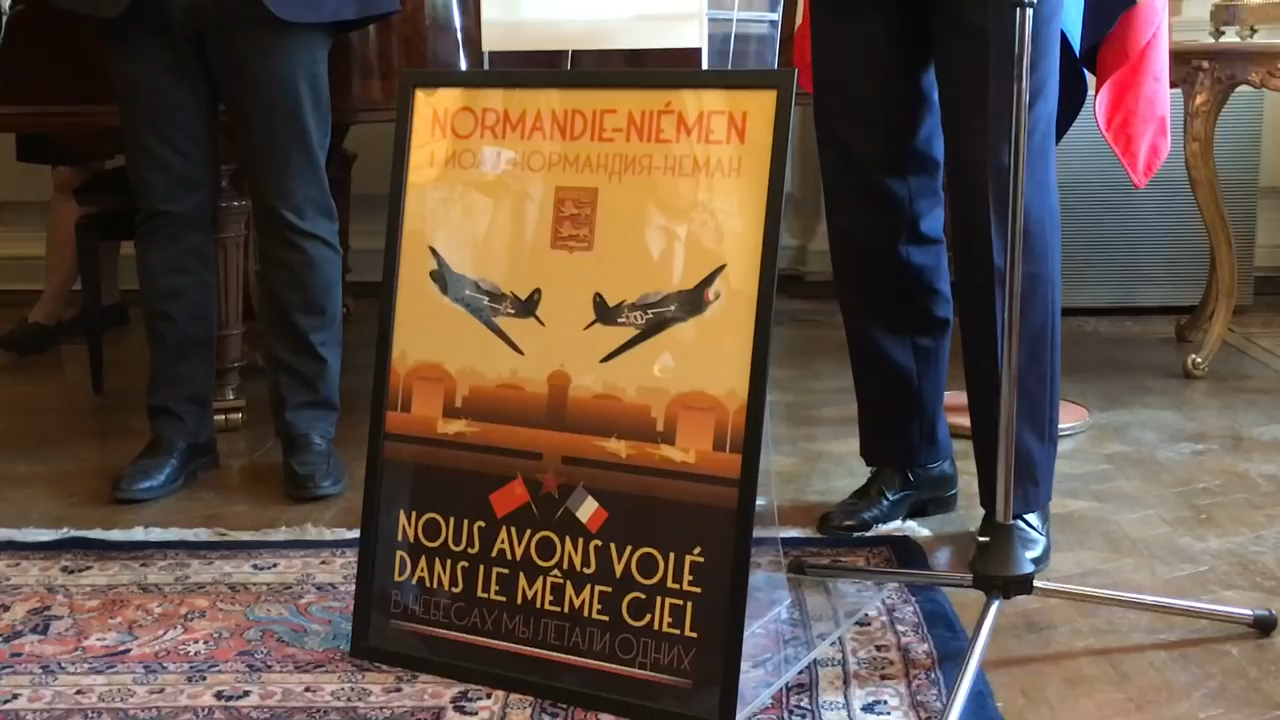 NORMANDIE-NIÉMEN
НОРМАНДИЯ-НЕМАН
NOUS AVONS VOLÉ
DANS LE MÊME CIEL
В НЕБЕСАХ МЫ ЛЕТАЛИ ОДНИХ